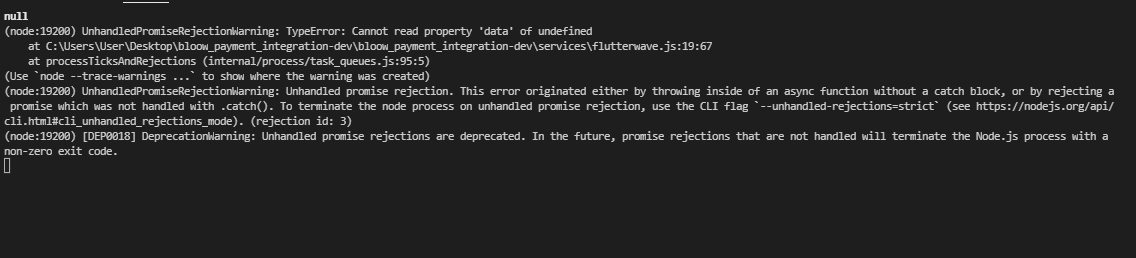 null
(node:19200) UnhandledPromiseRejectionWarning: TypeError: Cannot read property 'data' of undefined
    at C:\Users\User\Desktop\bloow_payment_integration-dev\bloow_payment_integration-dev\services\flutterwave.js:19:67
    at processTicksAndRejections (internal/process/task_queues.js:95:5)
(Use `node --trace-warnings ...` to show where the warning was created)
(node:19200) UnhandledPromiseRejectionWarning: Unhandled promise rejection. This error originated either by throwing inside of an async function without a catch block, or by rejecting a
 promise which was not handled with .catch(). To terminate the node process on unhandled promise rejection, use the CLI flag `--unhandled-rejections=strict` (see https://nodejs.org/api/
cli.html#cli_unhandled_rejections_mode). (rejection id: 3)
(node:19200) [DEP0018] DeprecationWarning: Unhandled promise rejections are deprecated. In the future, promise rejections that are not handled will terminate the Node.js process with a
non-zero exit code.